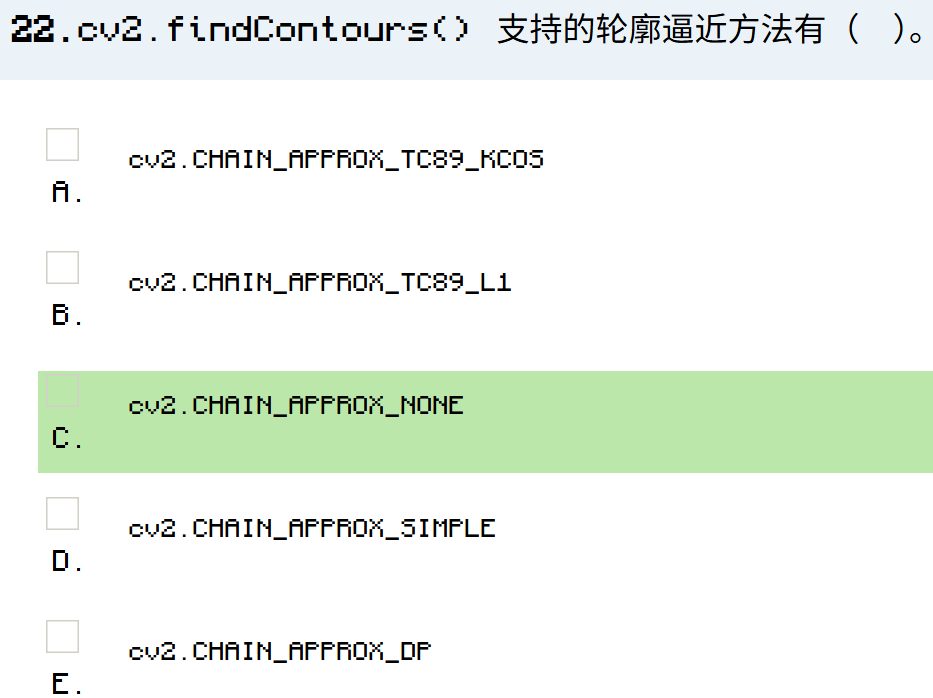 22.cv2.findContours() 支持的轮廓逼近方法有（ ）。
cv2.CHAIN_APPROX_TC89_KCOS
A.
cv2.CHAIN_APPROX_TC89_L1
B.
cv2.CHAIN_APPROX_NONE
C.
cv2.CHAIN_APPROX_SIMPLE
D.
cv2.CHAIN_APPROX_DP
E.